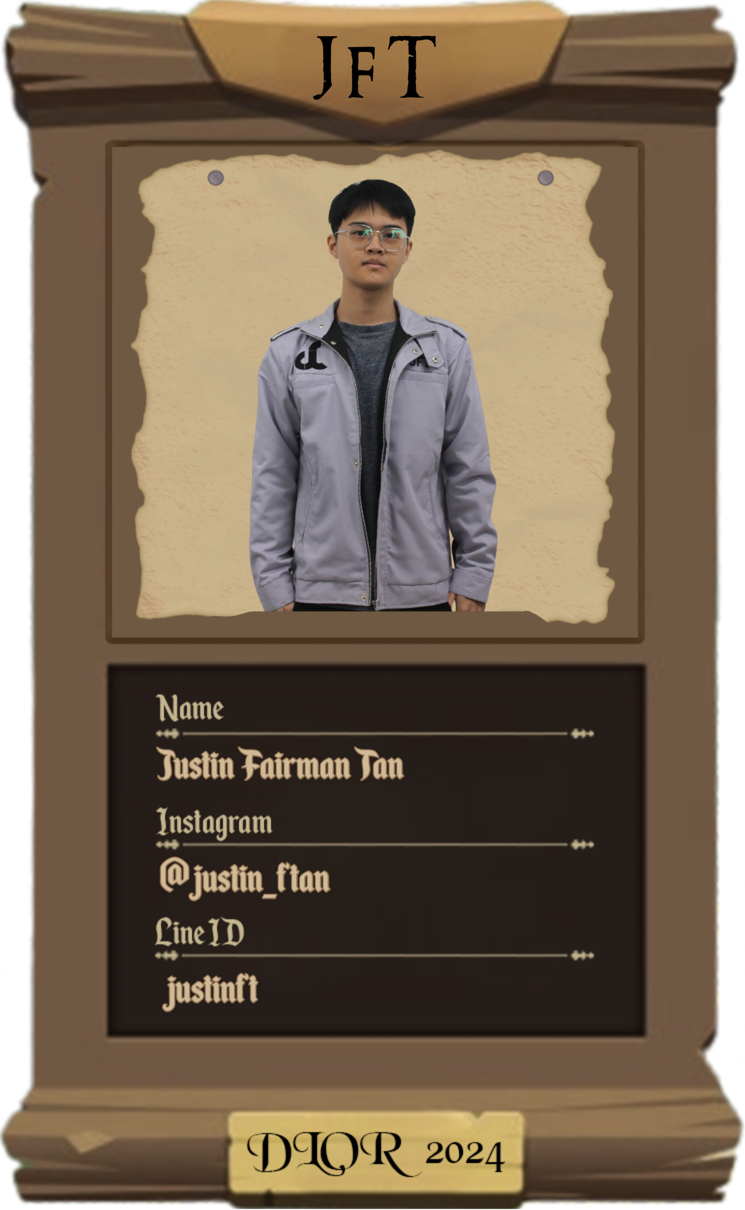 JFT
Name
Justin Fairman Tan
Instagram
@justin_ftan
Line ID
justinft
DLOR 2024